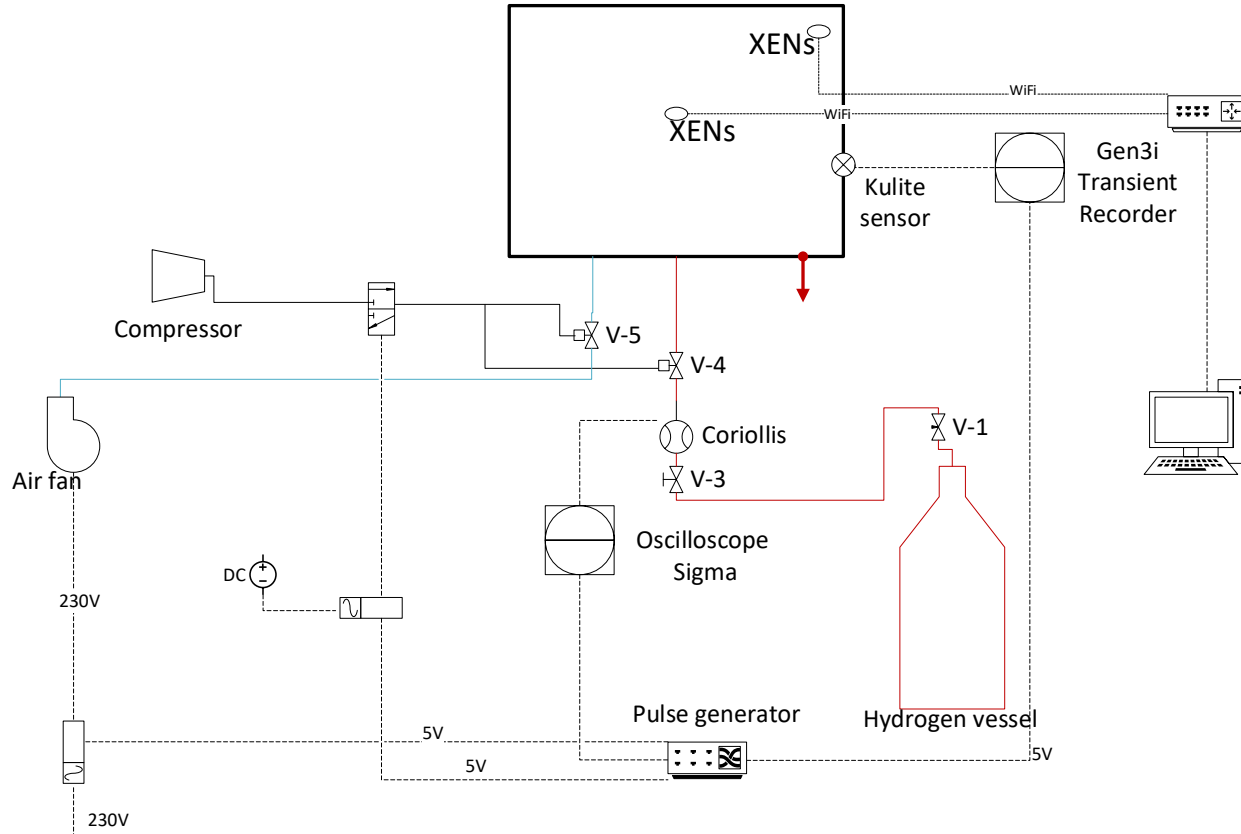 XENs
WiFi
XENs
WiFi
Gen3i
Transient
Recorder
Kulite
sensor
Compressor
V-5
V-4
Coriollis
V-1
V-3
Air fan
Oscilloscope
Sigma
DC
230V
Pulse generator
Hydrogen vessel
5V
5V
5V
230V